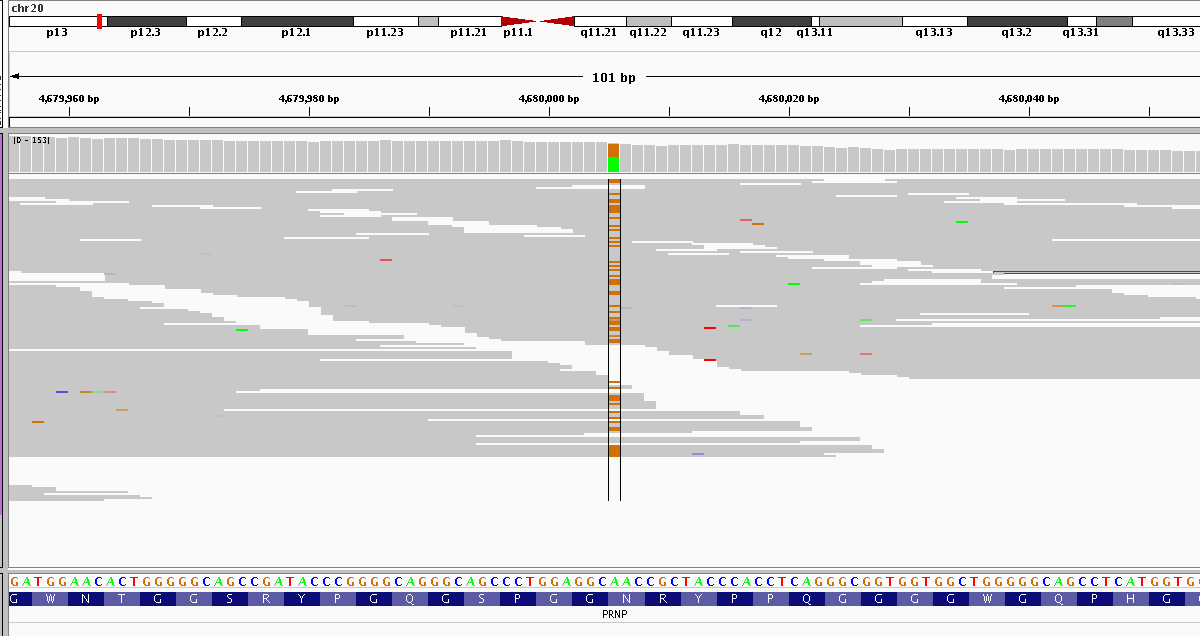 chr20
p13 p12.3 p12.2 p12.1 p11.23 p11.21 p11.1 q11.21 q11.22 q11.23 q12 q13.11 q13.13 q13.2 q13.31 q13.33
101 bp
4,679,960 bp 4,679,980 bp 4,680,000 bp 4,680,020 bp 4,680,040 bp
[0 - 153]
GATGGAACACTGGGGGCAGCCGATACCCGGGGCAGGGCAGCCCTGGAGGCAACCGCTACCCACCTCAGGGCGGTGGTGGCTGGGGGCAGCCTCATGGTG
G W N T G G S R Y P G Q G S P G G N R Y P P Q G G G G W G Q P H G
PRNP